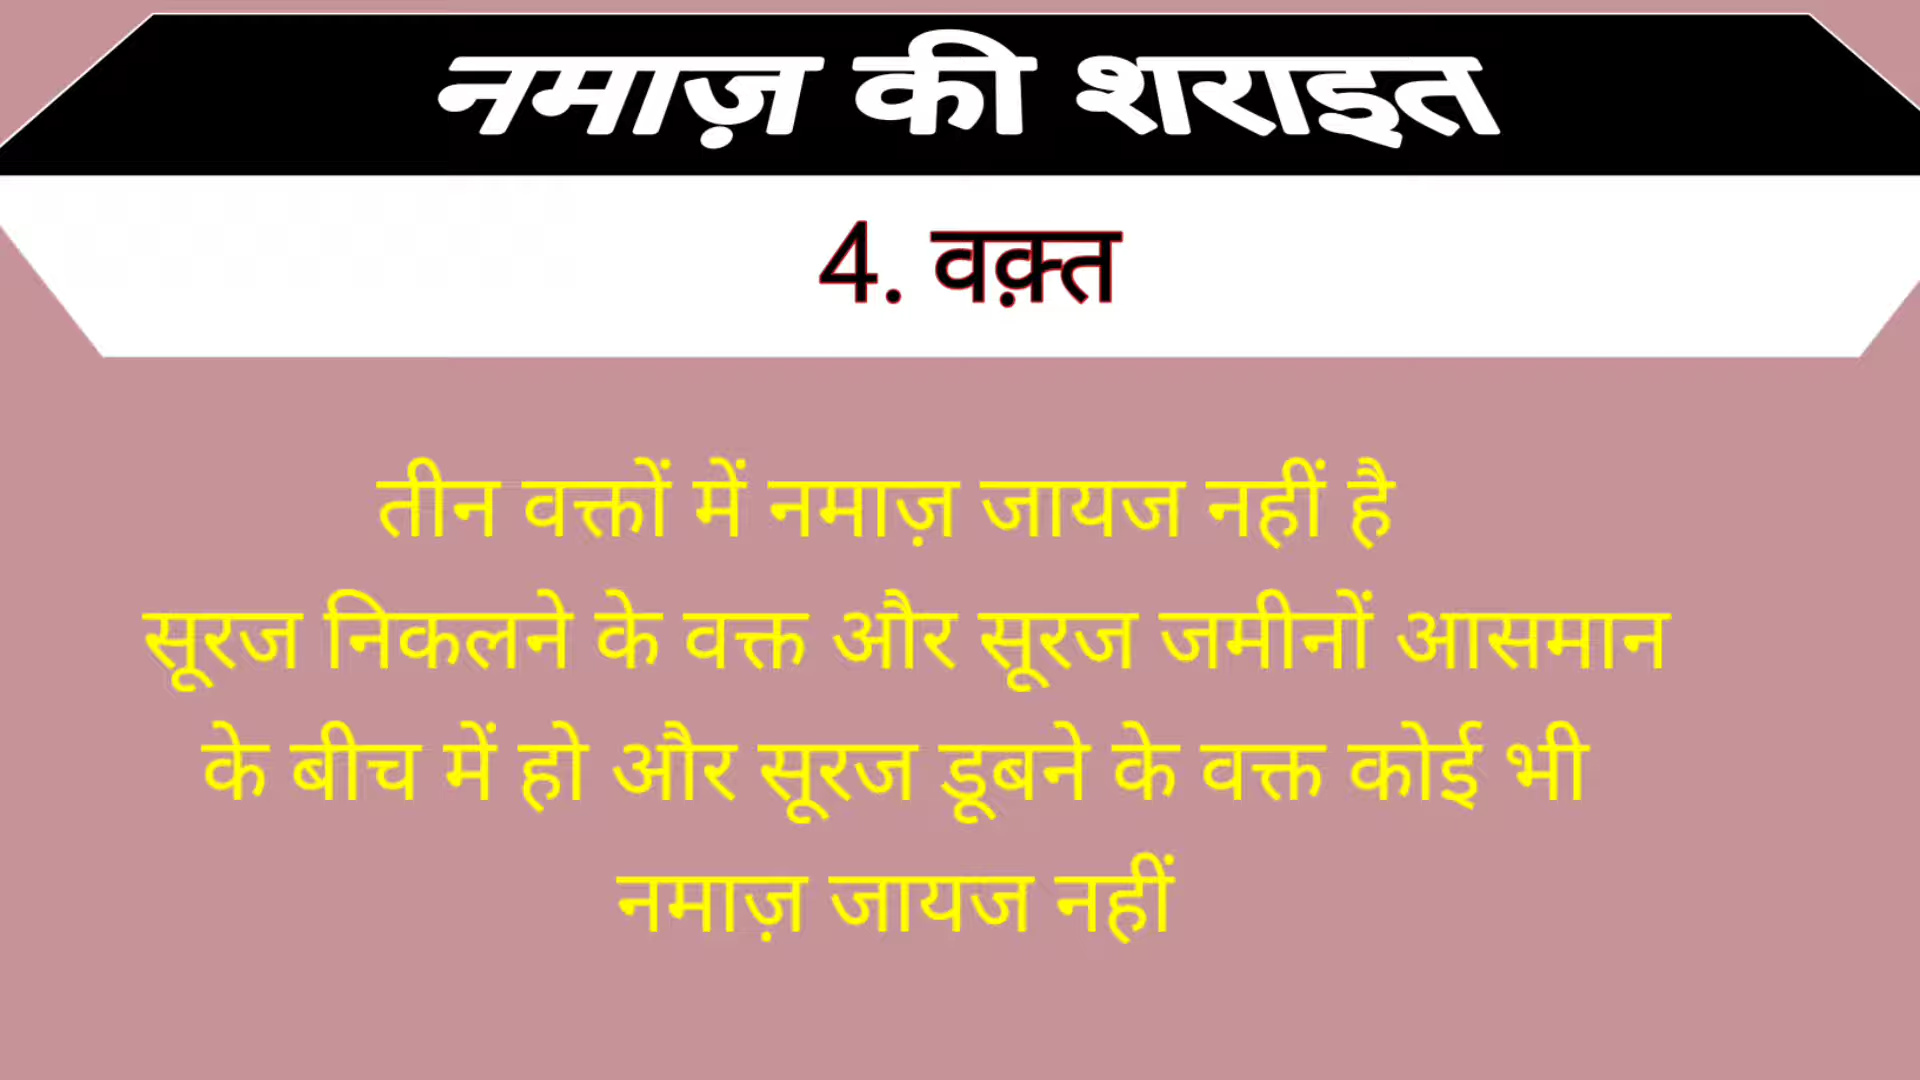 नमाज़ की शराइत
4. वक़्त
तीन वक्तों में नमाज़ जायज नहीं है
सूरज निकलने के वक्त और सूरज जमीनों आसमान
के बीच में हो और सूरज डूबने के वक्त कोई भी
नमाज़ जायज नहीं